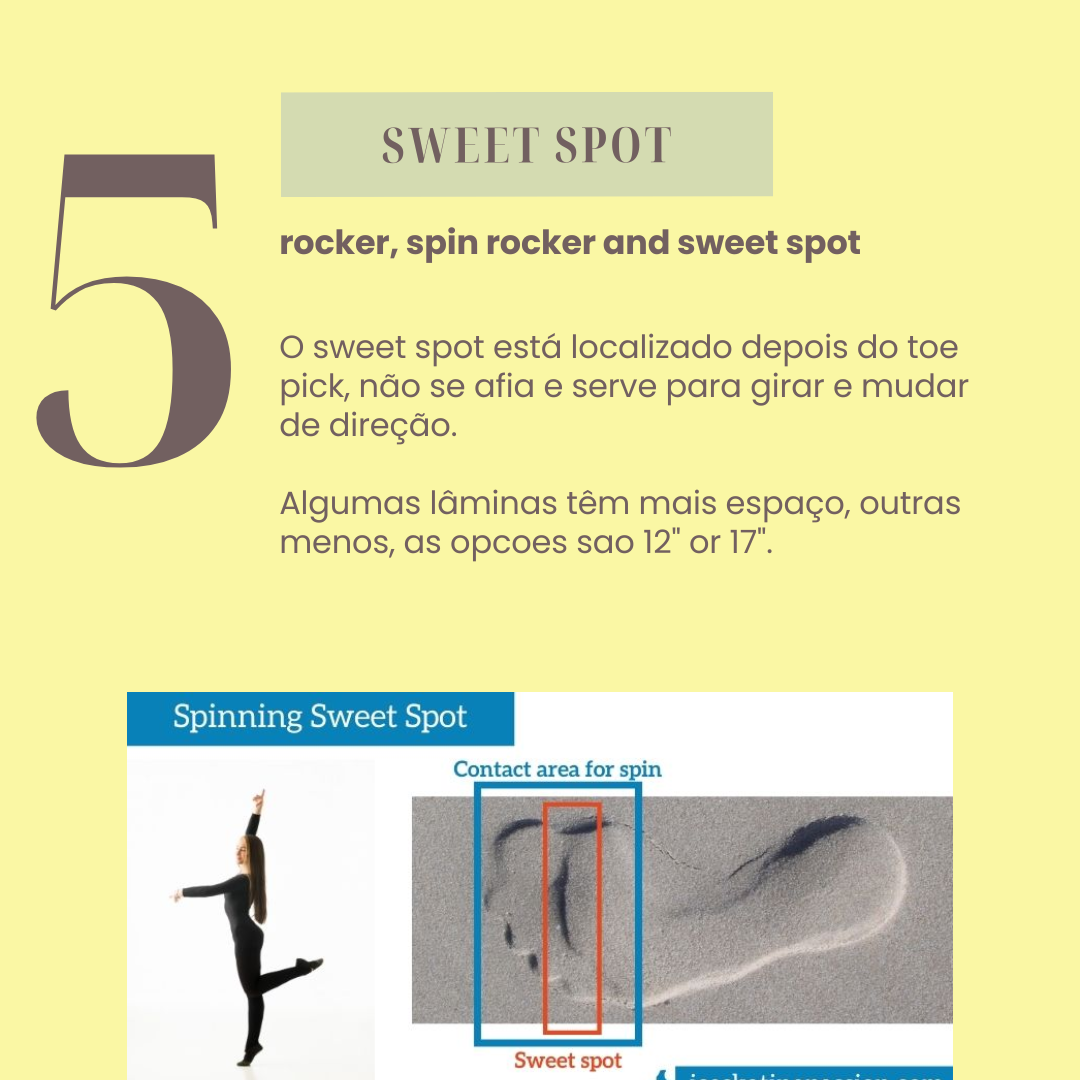 5
SWEET SPOT
rocker, spin rocker and sweet spot
O sweet spot está localizado depois do toe
pick, não se afia e serve para girar e mudar
de direção.
Algumas lâminas têm mais espaço, outras
menos, as opcoes sao 12" or 17".
Spinning Sweet Spot
Contact area for spin
Sweet spot